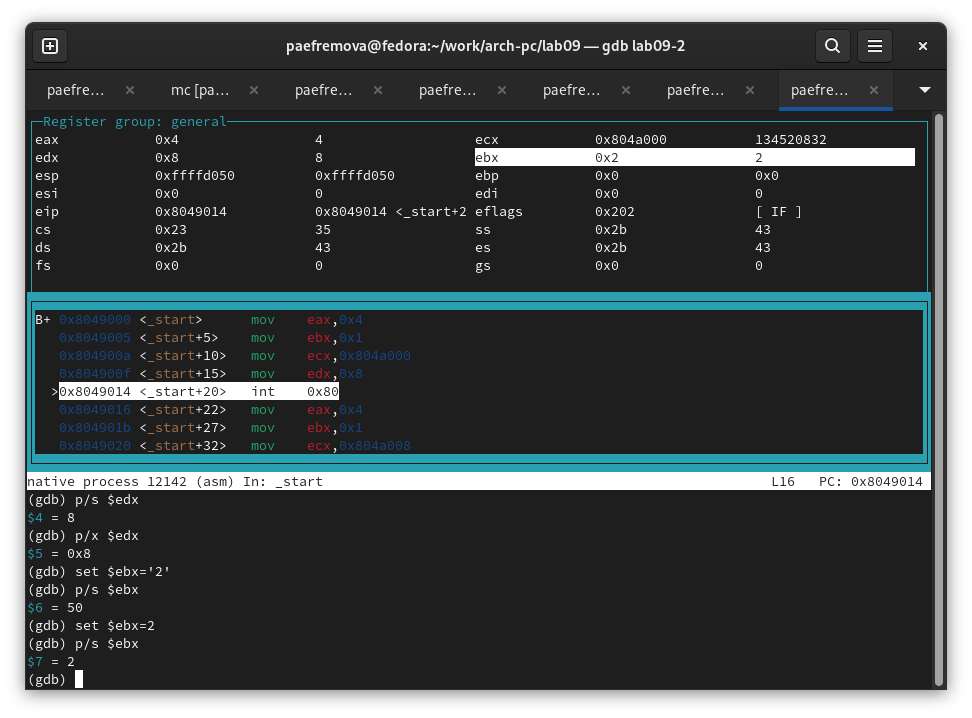 paefremova@fedora:~/work/arch-pc/lab09 — gdb lab09-2
paefre… mc [pa… paefre… paefre… paefre… paefre… paefre…
Register group: general
eax 0x4 4 ecx 0x804a000 134520832
edx 0x8 8 ebx 0x2 2
esp 0xffffd050 0xffffd050 ebp 0x0 0x0
esi 0x0 0 edi 0x0 0
eip 0x8049014 0x8049014 <_start+2 eflags 0x202 [ IF ]
cs 0x23 35 ss 0x2b 43
ds 0x2b 43 es 0x2b 43
fs 0x0 0 gs 0x0 0
B+ 0x8049000 <_start> mov eax,0x4
0x8049005 <_start+5> mov ebx,0x1
0x804900a <_start+10> mov ecx,0x804a000
0x804900f <_start+15> mov edx,0x8
>0x8049014 <_start+20> int 0x80
0x8049016 <_start+22> mov eax,0x4
0x804901b <_start+27> mov ebx,0x1
0x8049020 <_start+32> mov ecx,0x804a008
native process 12142 (asm) In: _start L16 PC: 0x8049014
(gdb) p/s $edx
$4 = 8
(gdb) p/x $edx
$5 = 0x8
(gdb) set $ebx='2'
(gdb) p/s $ebx
$6 = 50
(gdb) set $ebx=2
(gdb) p/s $ebx
$7 = 2
(gdb)